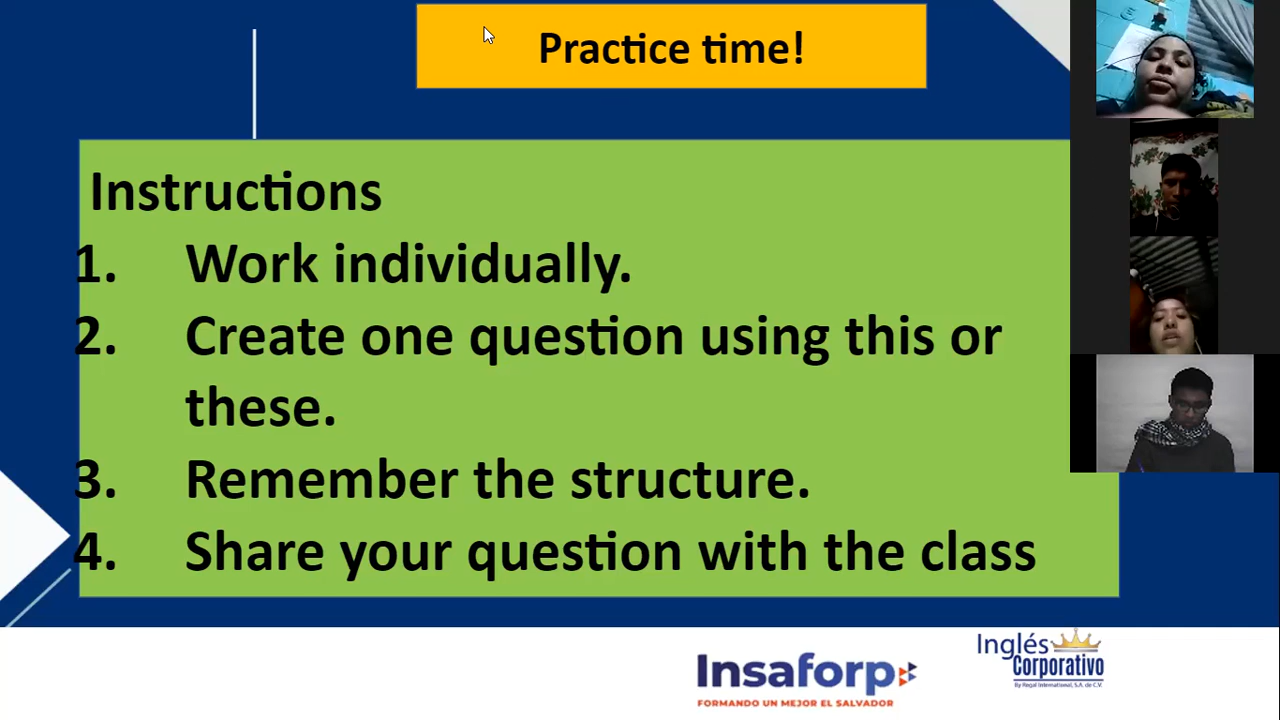 Practice time!
Instructions
1. Work individually.
2. Create one question using this or
these.
3. Remember the structure.
4. Share your question with the class
Insaforp
FORMANDO UN MEJOR EL SALVADOR
Inglés
Corporativo
By Regal International, S.A. de C.V.